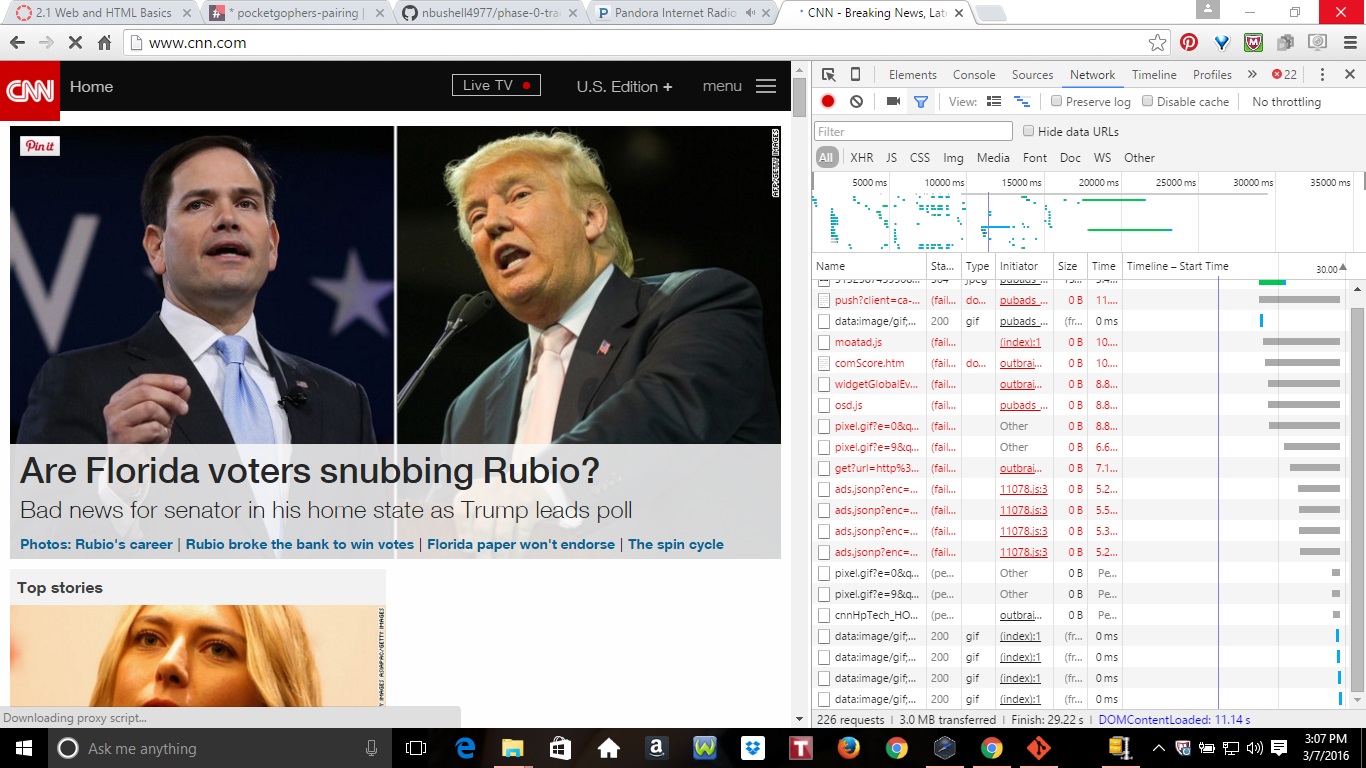 2.1 Web and HTML Basics
* pocketgophers-pairing |
nbushell4977/phase-0-tra
Pandora Internet Radio
CNN - Breaking News, Lat
www.cnn.com
CNN Home Live TV U.S. Edition + menu
Pin it
AFP/GETTY IMAGES
Are Florida voters snubbing Rubio?
Bad news for senator in his home state as Trump leads poll
Photos: Rubio's career | Rubio broke the bank to win votes | Florida paper won't endorse | The spin cycle
Top stories
Downloading proxy script...
Elements Console Sources Network Timeline Profiles » 22
View: Preserve log Disable cache No throttling
Filter Hide data URLs
All XHR JS CSS Img Media Font Doc WS Other
5000 ms 10000 ms 15000 ms 20000 ms 25000 ms 30000 ms 35000 ms
Name Sta... Type Initiator Size Time Timeline – Start Time 30.00
push?client=ca-... (fail... do... pubads_... 0 B 11....
data:image/gif;... 200 gif pubads_... (fr... 0 ms
moatad.js (fail... (index):1 0 B 10....
comScore.htm (fail... do... outbrai... 0 B 10....
widgetGlobalEv... (fail... outbrai... 0 B 8.8...
osd.js (fail... pubads_... 0 B 8.8...
pixel.gif?e=0&q... (fail... Other 0 B 8.8...
pixel.gif?e=9&q... (fail... Other 0 B 6.6...
get?url=http%3... (fail... outbrai... 0 B 7.1...
ads.jsonp?enc=... (fail... 11078.js:3 0 B 5.2...
ads.jsonp?enc=... (fail... 11078.js:3 0 B 5.5...
ads.jsonp?enc=... (fail... 11078.js:3 0 B 5.3...
ads.jsonp?enc=... (fail... 11078.js:3 0 B 5.2...
pixel.gif?e=0&q... (pe... Other 0 B Pe...
pixel.gif?e=9&q... (pe... Other 0 B Pe...
cnnHpTech_HO... (pe... outbrai... 0 B Pe...
data:image/gif;... 200 gif (index):1 (fr... 0 ms
data:image/gif;... 200 gif (index):1 (fr... 0 ms
data:image/gif;... 200 gif (index):1 (fr... 0 ms
data:image/gif;... 200 gif (index):1 (fr... 0 ms
226 requests | 3.0 MB transferred | Finish: 29.22 s | DOMContentLoaded: 11.14 s
Ask me anything
3:07 PM
3/7/2016